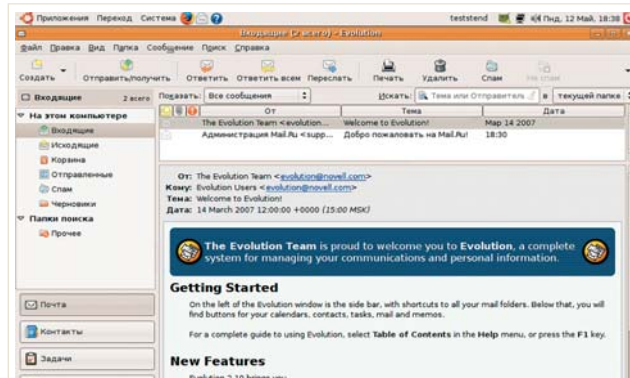 Приложения Переход Система teststend Пнд, 12 Май, 18:38
Входящие (2 всего) - Evolution
Файл Правка Вид Папка Сообщение Поиск Справка
Создать Отправить/получить Ответить Ответить всем Переслать Печать Удалить Спам Не спам
Входящие 2 всего Показать: Все сообщения Искать: Тема или Отправитель в текущей папке
От Тема Дата
The Evolution Team <evolution... Welcome to Evolution! Мар 14 2007
Администрация Mail.Ru <supp... Добро пожаловать на Mail.Ru! 18:30
На этом компьютере
Входящие
Исходящие
Корзина
Отправленные
Спам
Черновики
Папки поиска
Прочее
Почта
Контакты
Задачи
От: The Evolution Team <evolution@novell.com>
Кому: Evolution Users <evolution@novell.com>
Тема: Welcome to Evolution!
Дата: 14 March 2007 12:00:00 +0000 (15:00 MSK)
The Evolution Team is proud to welcome you to Evolution, a complete
system for managing your communications and personal information.
Getting Started
On the left of the Evolution window is the side bar, with shortcuts to all your mail folders. Below that, you will
find buttons for your calendars, contacts, tasks, mail and memos.
For a complete guide to using Evolution, select Table of Contents in the Help menu, or press the F1 key.
New Features
Evolution 2.10 brings you